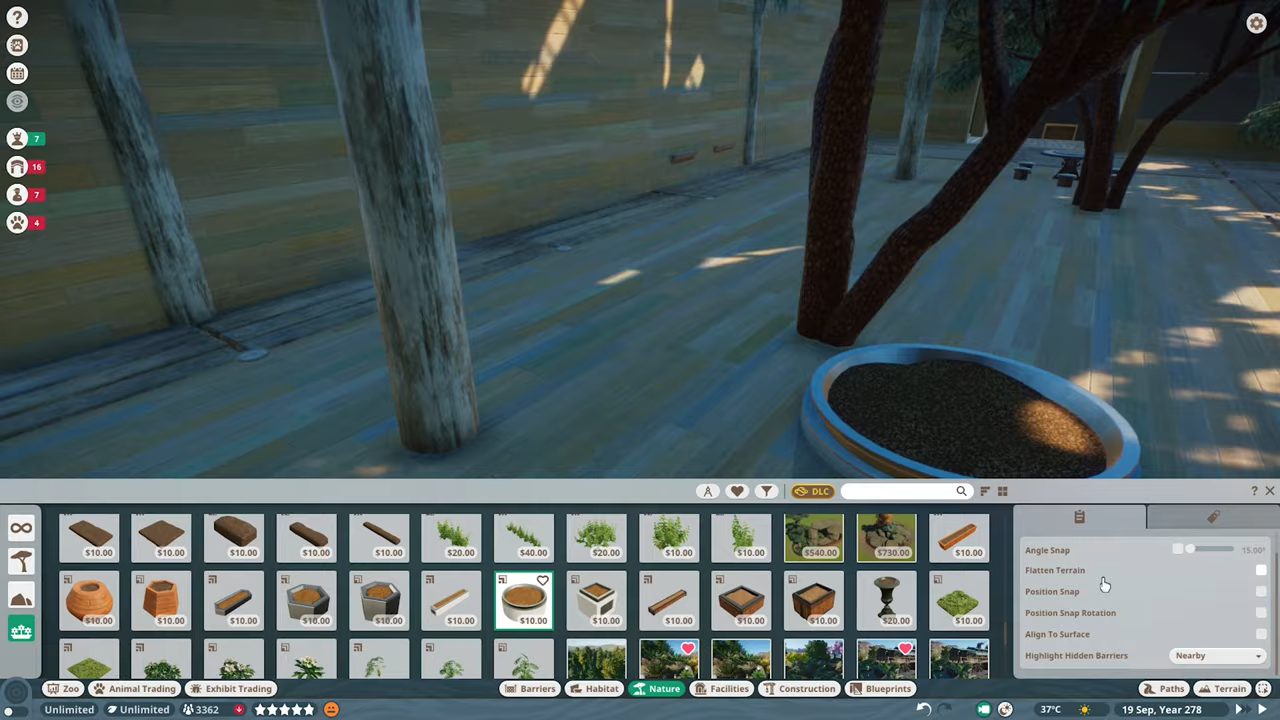 ?
7
16
7
4
DLC
? ×
$10.00 $10.00 $10.00 $10.00 $10.00 $20.00 $40.00 $20.00 $10.00 $10.00 $540.00 $730.00 $10.00
$10.00 $10.00 $10.00 $10.00 $10.00 $10.00 $10.00 $10.00 $10.00 $10.00 $10.00 $20.00 $10.00
Angle Snap 15.00°
Flatten Terrain
Position Snap
Position Snap Rotation
Align To Surface
Highlight Hidden Barriers Nearby
Zoo Animal Trading Exhibit Trading Barriers Habitat Nature Facilities Construction Blueprints Paths Terrain
Unlimited Unlimited 3362 37°C 19 Sep, Year 278